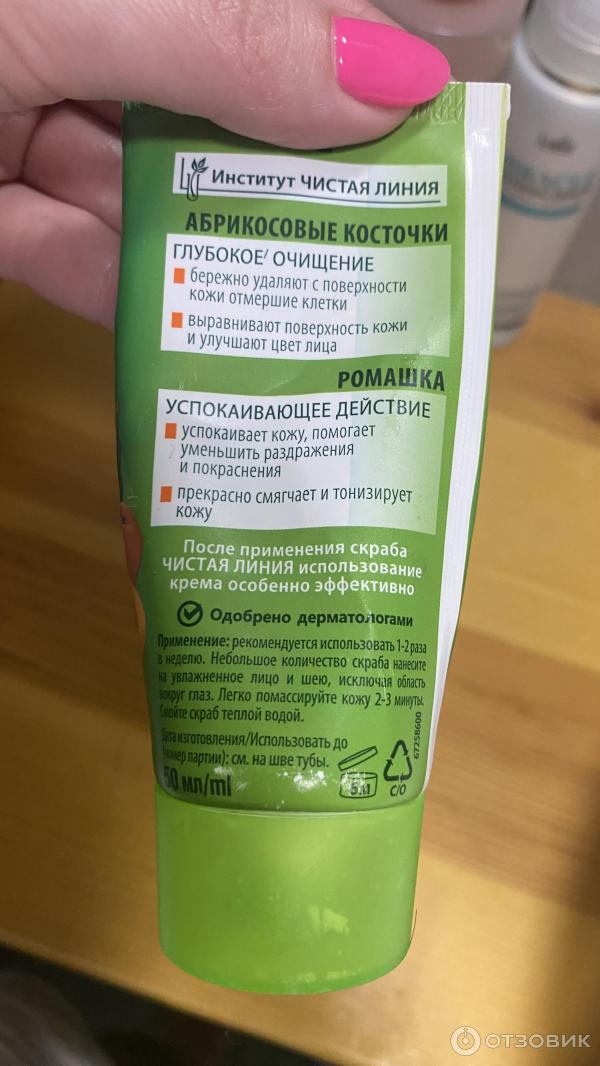 Институт ЧИСТАЯ ЛИНИЯ
АБРИКОСОВЫЕ КОСТОЧКИ
ГЛУБОКОЕ ОЧИЩЕНИЕ
бережно удаляют с поверхности
кожи отмершие клетки
выравнивают поверхность кожи
и улучшают цвет лица
РОМАШКА
УСПОКАИВАЮЩЕЕ ДЕЙСТВИЕ
успокаивает кожу, помогает
уменьшить раздражения
и покраснения
прекрасно смягчает и тонизирует
кожу
После применения скраба
ЧИСТАЯ ЛИНИЯ использование
крема особенно эффективно
Одобрено дерматологами
Применение: рекомендуется использовать 1-2 раза
в неделю. Небольшое количество скраба нанесите
на увлажненное лицо и шею, исключая область
вокруг глаз. Легко помассируйте кожу 2-3 минуты.
Смойте скраб теплой водой.
Дата изготовления/Использовать до
(номер партии): см. на шве тубы.
50 мл/ml
6M
C/O
67258600
ОТЗОВИК